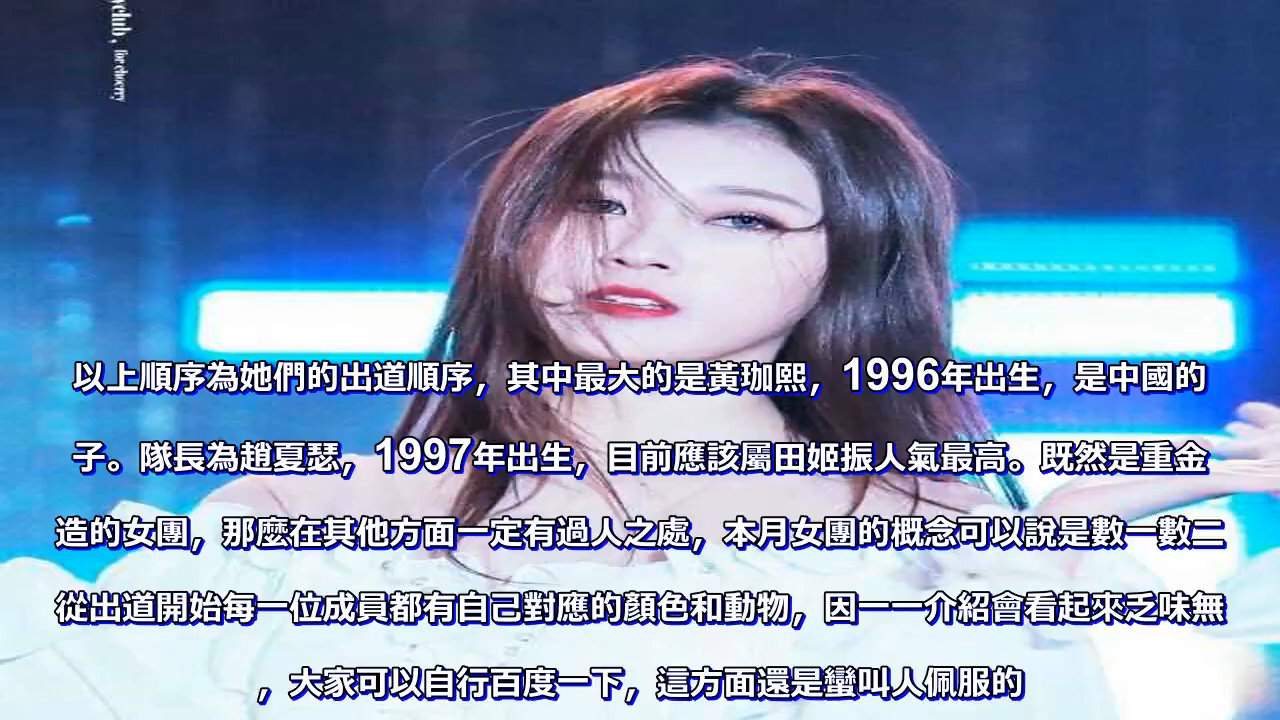 yclub,
for choerry
以上順序為她們的出道順序，其中最大的是黃珈熙，1996年出生，是中國的
子。隊長為趙夏瑟，1997年出生，目前應該屬田姬振人氣最高。既然是重金
造的女團，那麼在其他方面一定有過人之處，本月女團的概念可以說是數一數二
從出道開始每一位成員都有自己對應的顏色和動物，因一一介紹會看起來乏味無
，大家可以自行百度一下，這方面還是蠻叫人佩服的